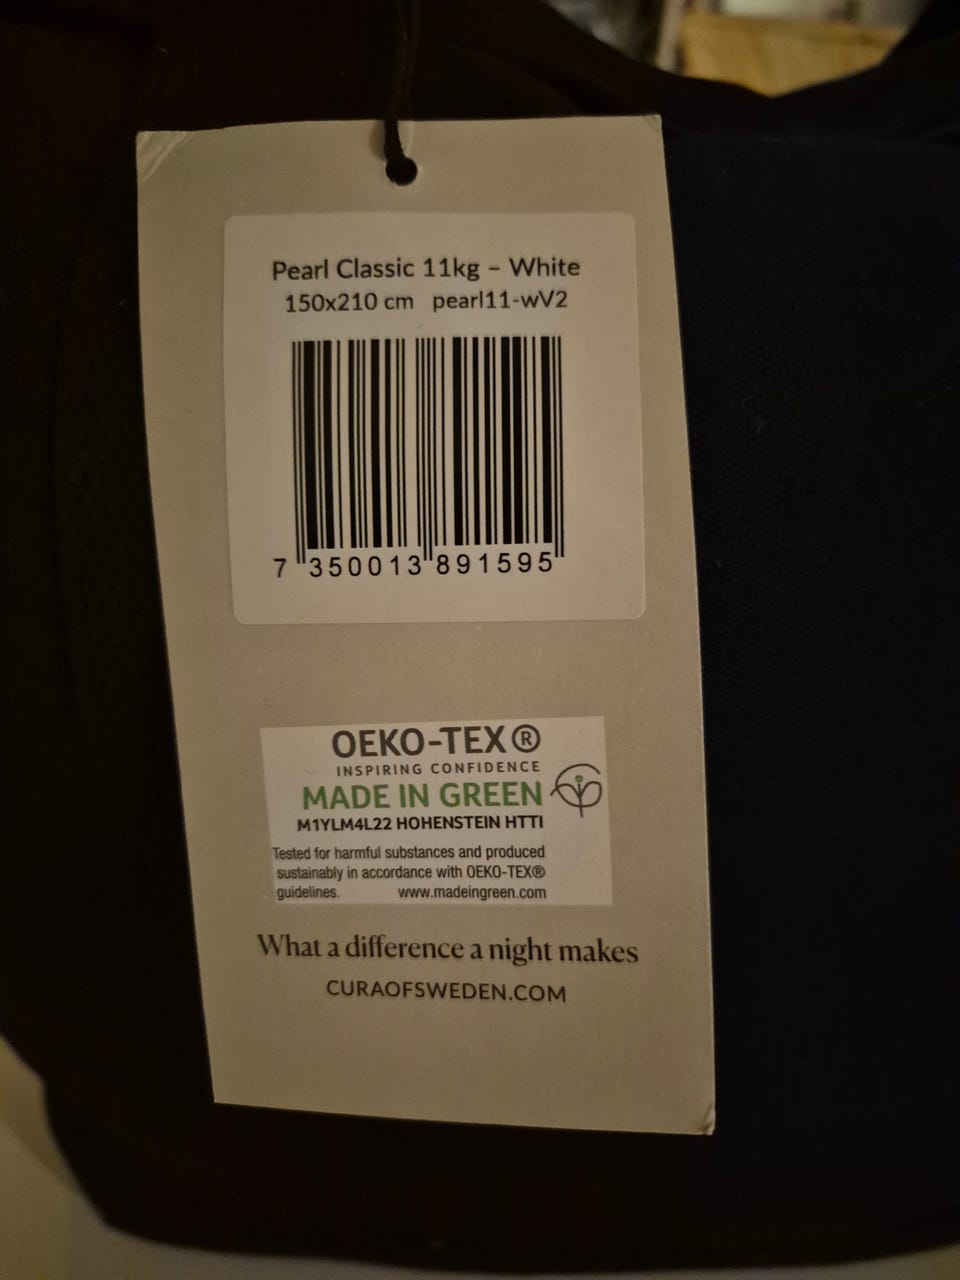 Pearl Classic 11kg – White
150x210 cm pearl11-wV2
7 350013 891595
OEKO-TEX®
INSPIRING CONFIDENCE
MADE IN GREEN
M1YLM4L22 HOHENSTEIN HTTI
Tested for harmful substances and produced
sustainably in accordance with OEKO-TEX®
guidelines. www.madeingreen.com
What a difference a night makes
CURAOFSWEDEN.COM